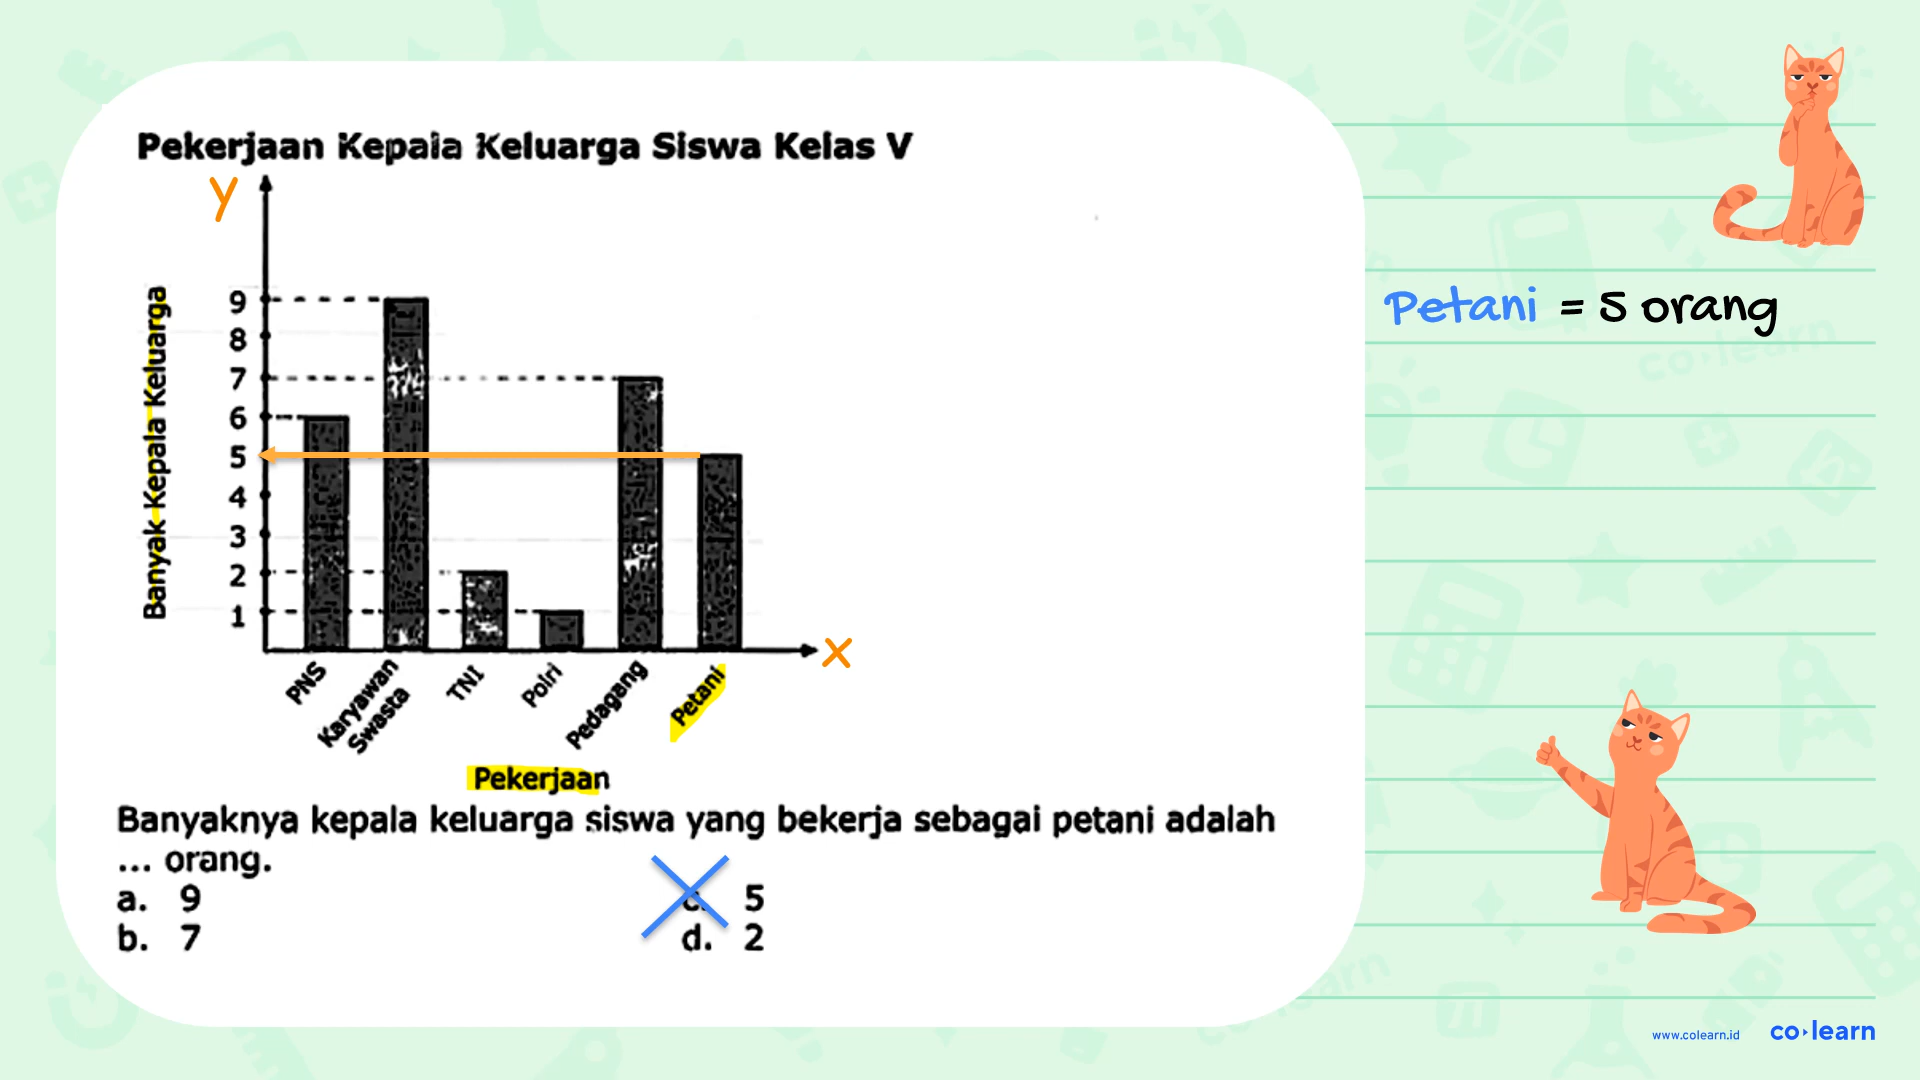 Pekerjaan Kepala Keluarga Siswa Kelas V
Y
Banyak Kepala Keluarga
9
8
7
6
5
4
3
2
1
X
PNS
Karyawan
Swasta
TNI
Polri
Pedagang
Petani
Pekerjaan
Banyaknya kepala keluarga siswa yang bekerja sebagai petani adalah
... orang.
a. 9
c. 5
b. 7
d. 2
Petani = 5 orang
co learn
www.colearn.id
co learn